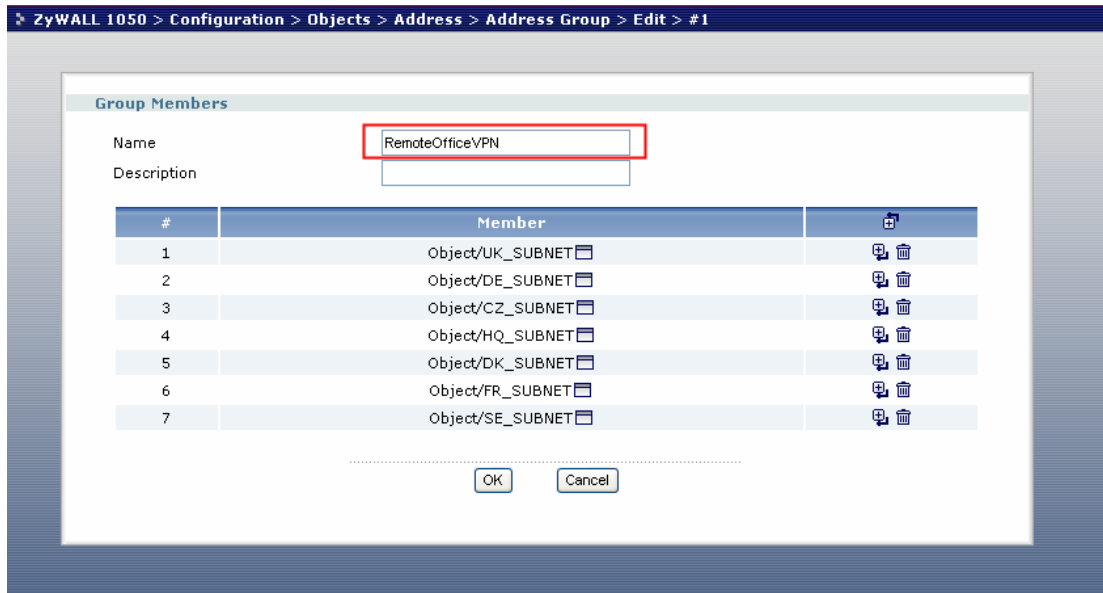 ZyWALL 1050 > Configuration > Objects > Address > Address Group > Edit > #1
Group Members
Name RemoteOfficeVPN
Description
# Member
1 Object/UK_SUBNET
2 Object/DE_SUBNET
3 Object/CZ_SUBNET
4 Object/HQ_SUBNET
5 Object/DK_SUBNET
6 Object/FR_SUBNET
7 Object/SE_SUBNET
OK Cancel